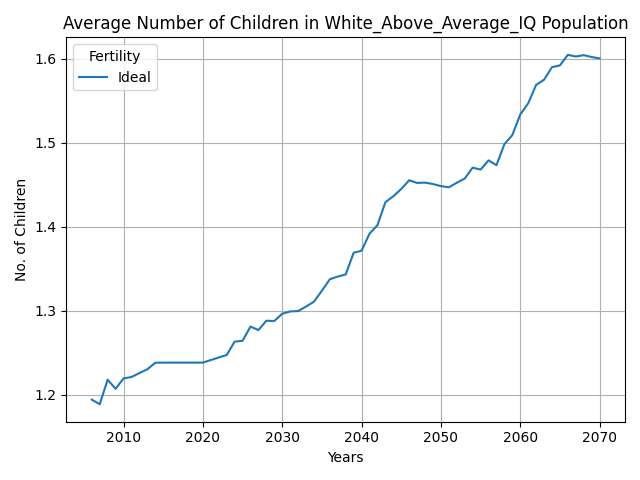 Average Number of Children in White_Above_Average_IQ Population
Fertility
Ideal
No. of Children
1.6
1.5
1.4
1.3
1.2
2010 2020 2030 2040 2050 2060 2070
Years